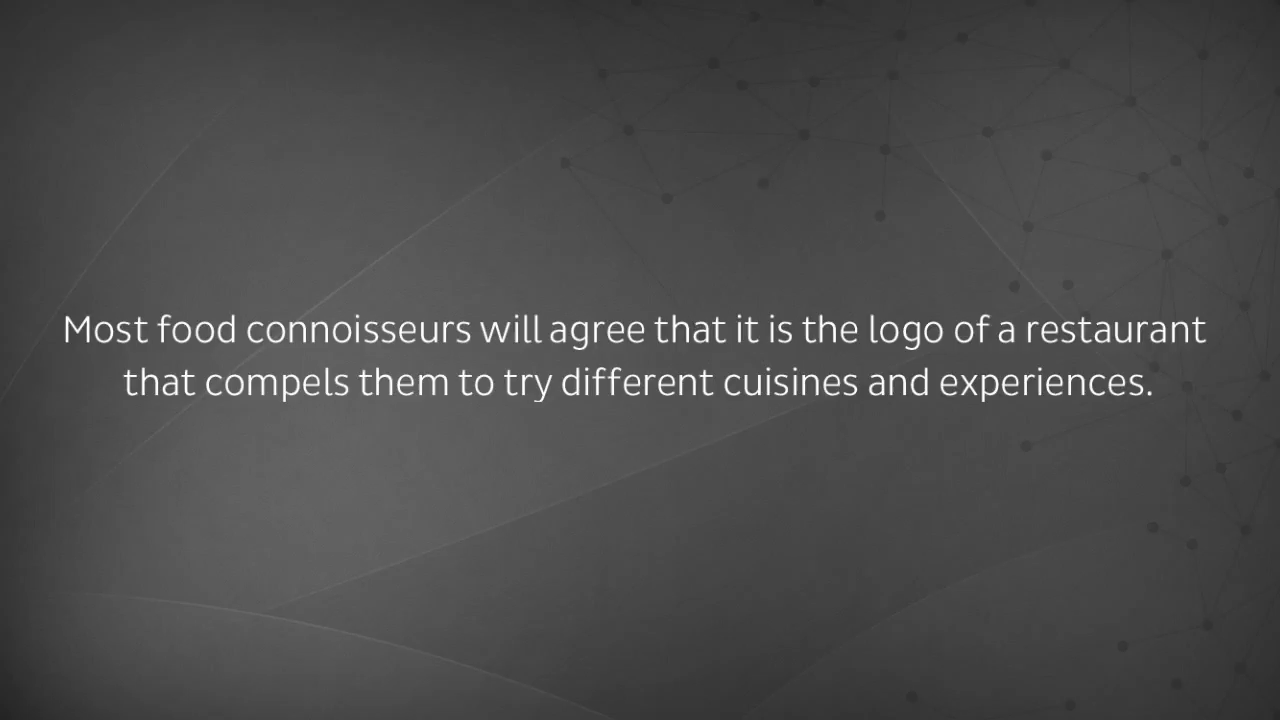 Most food connoisseurs will agree that it is the logo of a restaurant
that compels them to try different cuisines and experiences.